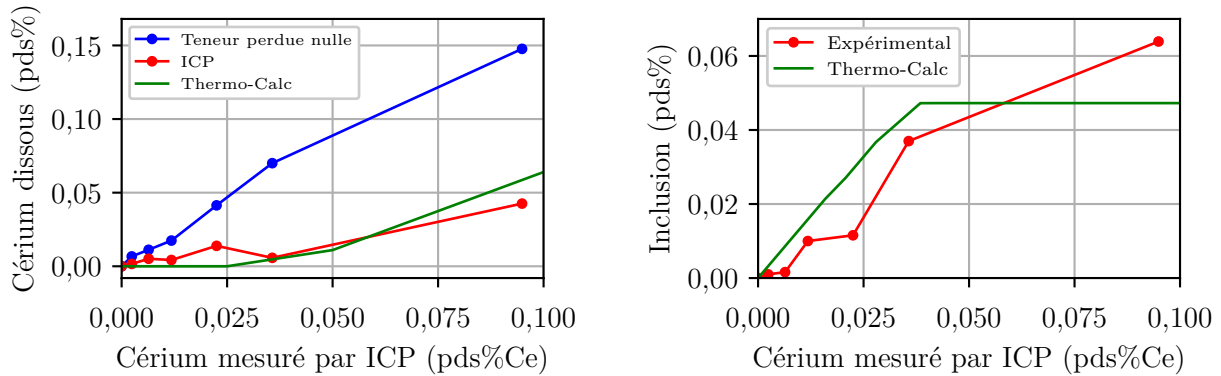 Cérium dissous (pds%)
0,15
0,10
0,05
0,00
Teneur perdue nulle
ICP
Thermo-Calc
0,000 0,025 0,050 0,075 0,100
Cérium mesuré par ICP (pds%Ce)
Inclusion (pds%)
0,06
0,04
0,02
0,00
Expérimental
Thermo-Calc
0,000 0,025 0,050 0,075 0,100
Cérium mesuré par ICP (pds%Ce)